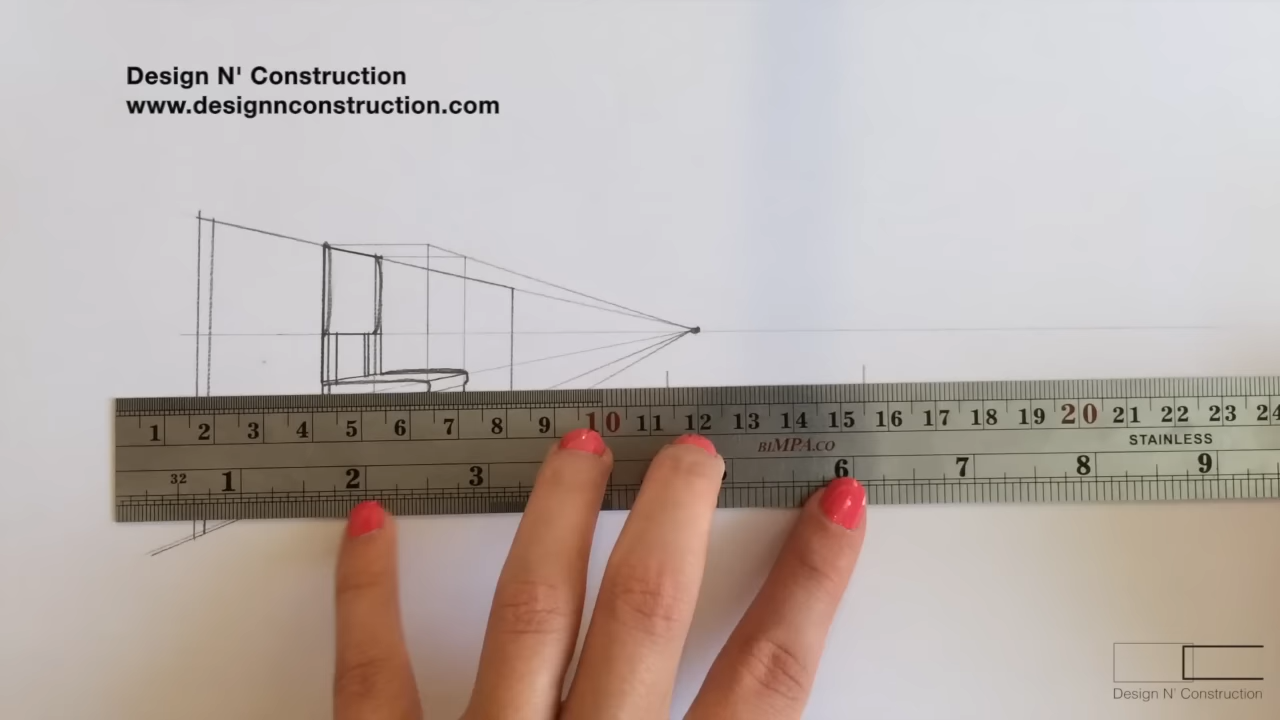 Design N' Construction
www.designnconstruction.com
1 2 3 4 5 6 7 8 9 10 11 12 13 14 15 16 17 18 19 20 21 22 23 24
BIMPA.CO
STAINLESS
32 1 2 3 6 7 8 9
Design N' Construction